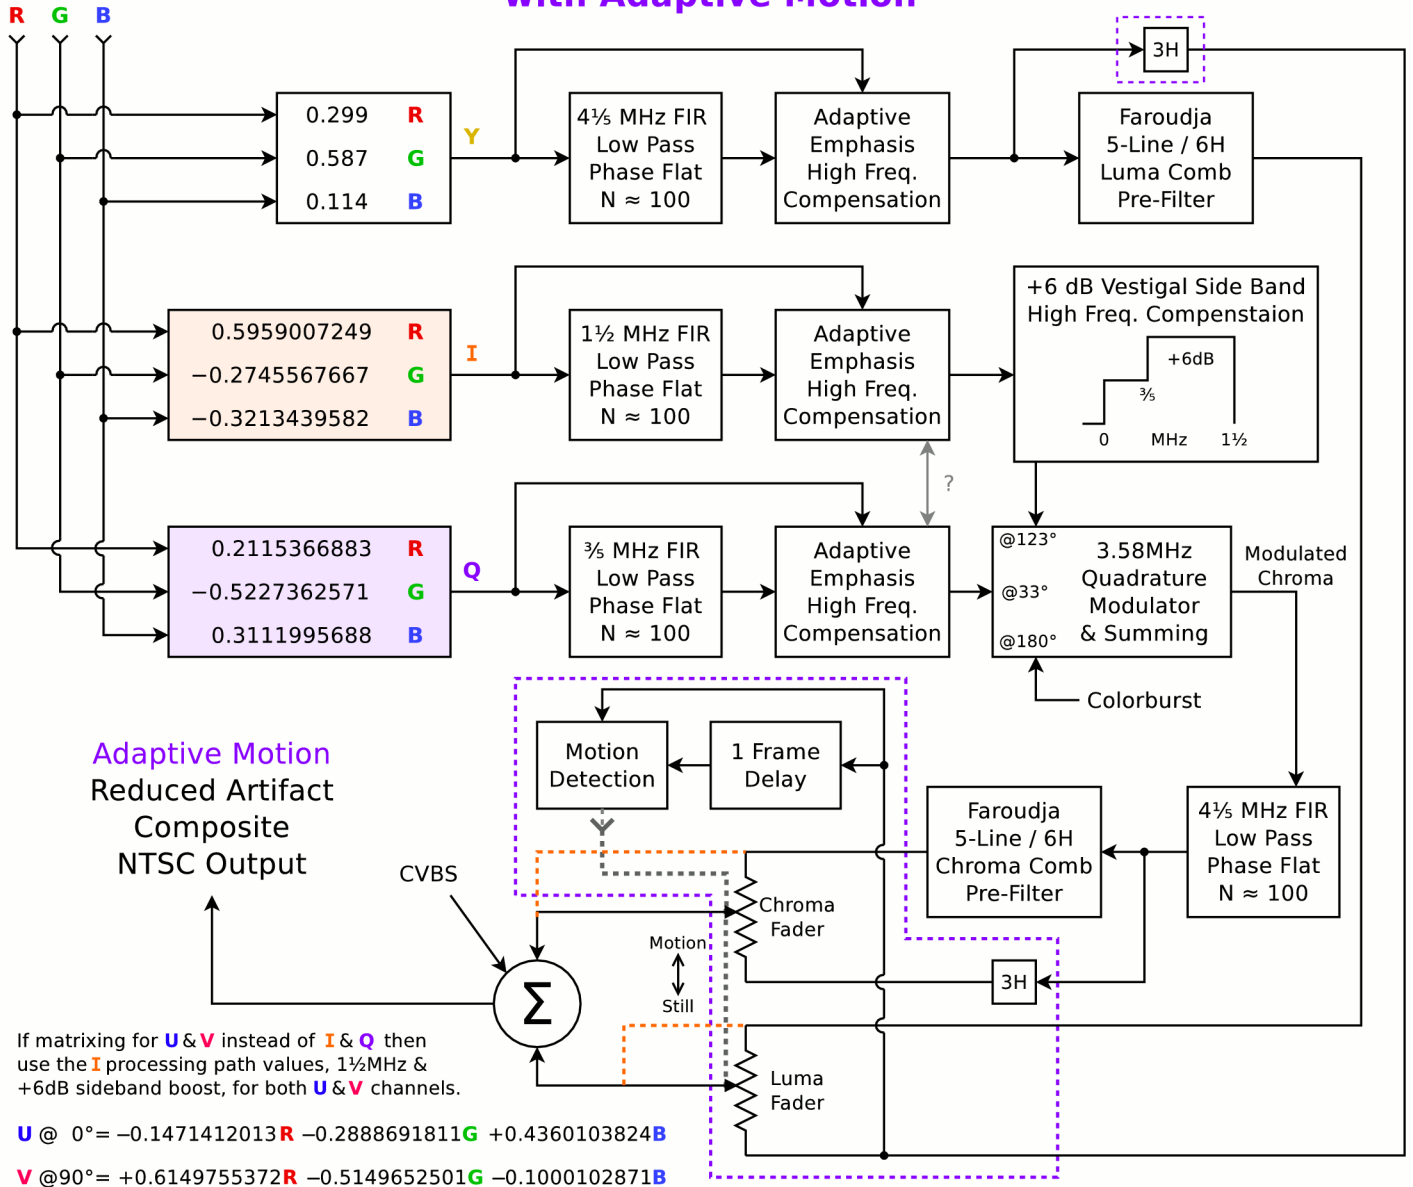 with Adaptive Motion
R G B
3H
0.299 R
0.587 G
0.114 B
Y
4⅕ MHz FIR
Low Pass
Phase Flat
N ≈ 100
Adaptive
Emphasis
High Freq.
Compensation
Faroudja
5-Line / 6H
Luma Comb
Pre-Filter
0.5959007249 R
−0.2745567667 G
−0.3213439582 B
I
1½ MHz FIR
Low Pass
Phase Flat
N ≈ 100
Adaptive
Emphasis
High Freq.
Compensation
+6 dB Vestigal Side Band
High Freq. Compenstaion
+6dB
⅗
0 MHz 1½
?
0.2115366883 R
−0.5227362571 G
0.3111995688 B
Q
⅗ MHz FIR
Low Pass
Phase Flat
N ≈ 100
Adaptive
Emphasis
High Freq.
Compensation
@123°
@33°
@180°
3.58MHz
Quadrature
Modulator
& Summing
Modulated
Chroma
Colorburst
Motion
Detection
1 Frame
Delay
Adaptive Motion
Reduced Artifact
Composite
NTSC Output
Faroudja
5-Line / 6H
Chroma Comb
Pre-Filter
4⅕ MHz FIR
Low Pass
Phase Flat
N ≈ 100
CVBS
Chroma
Fader
Motion
Still
3H
Σ
Luma
Fader
If matrixing for U & V instead of I & Q then
use the I processing path values, 1½MHz &
+6dB sideband boost, for both U & V channels.
U @ 0°= −0.1471412013R −0.2888691811G +0.4360103824B
V @90°= +0.6149755372R −0.5149652501G −0.1000102871B